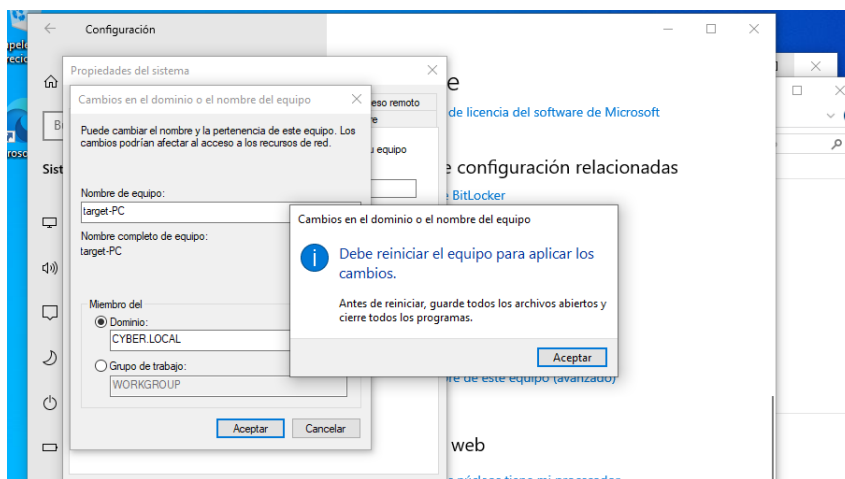 Configuración
Propiedades del sistema
Cambios en el dominio o el nombre del equipo
eso remoto
de licencia del software de Microsoft
Puede cambiar el nombre y la pertenencia de este equipo. Los
cambios podrían afectar al acceso a los recursos de red.
equipo
Sist
configuración relacionadas
BitLocker
Nombre de equipo:
target-PC
Nombre completo de equipo:
target-PC
Cambios en el dominio o el nombre del equipo
Debe reiniciar el equipo para aplicar los
cambios.
Antes de reiniciar, guarde todos los archivos abiertos y
cierre todos los programas.
Aceptar
Miembro del
Dominio:
CYBER.LOCAL
Grupo de trabajo:
WORKGROUP
de este equipo (avanzado)
Aceptar
Cancelar
web